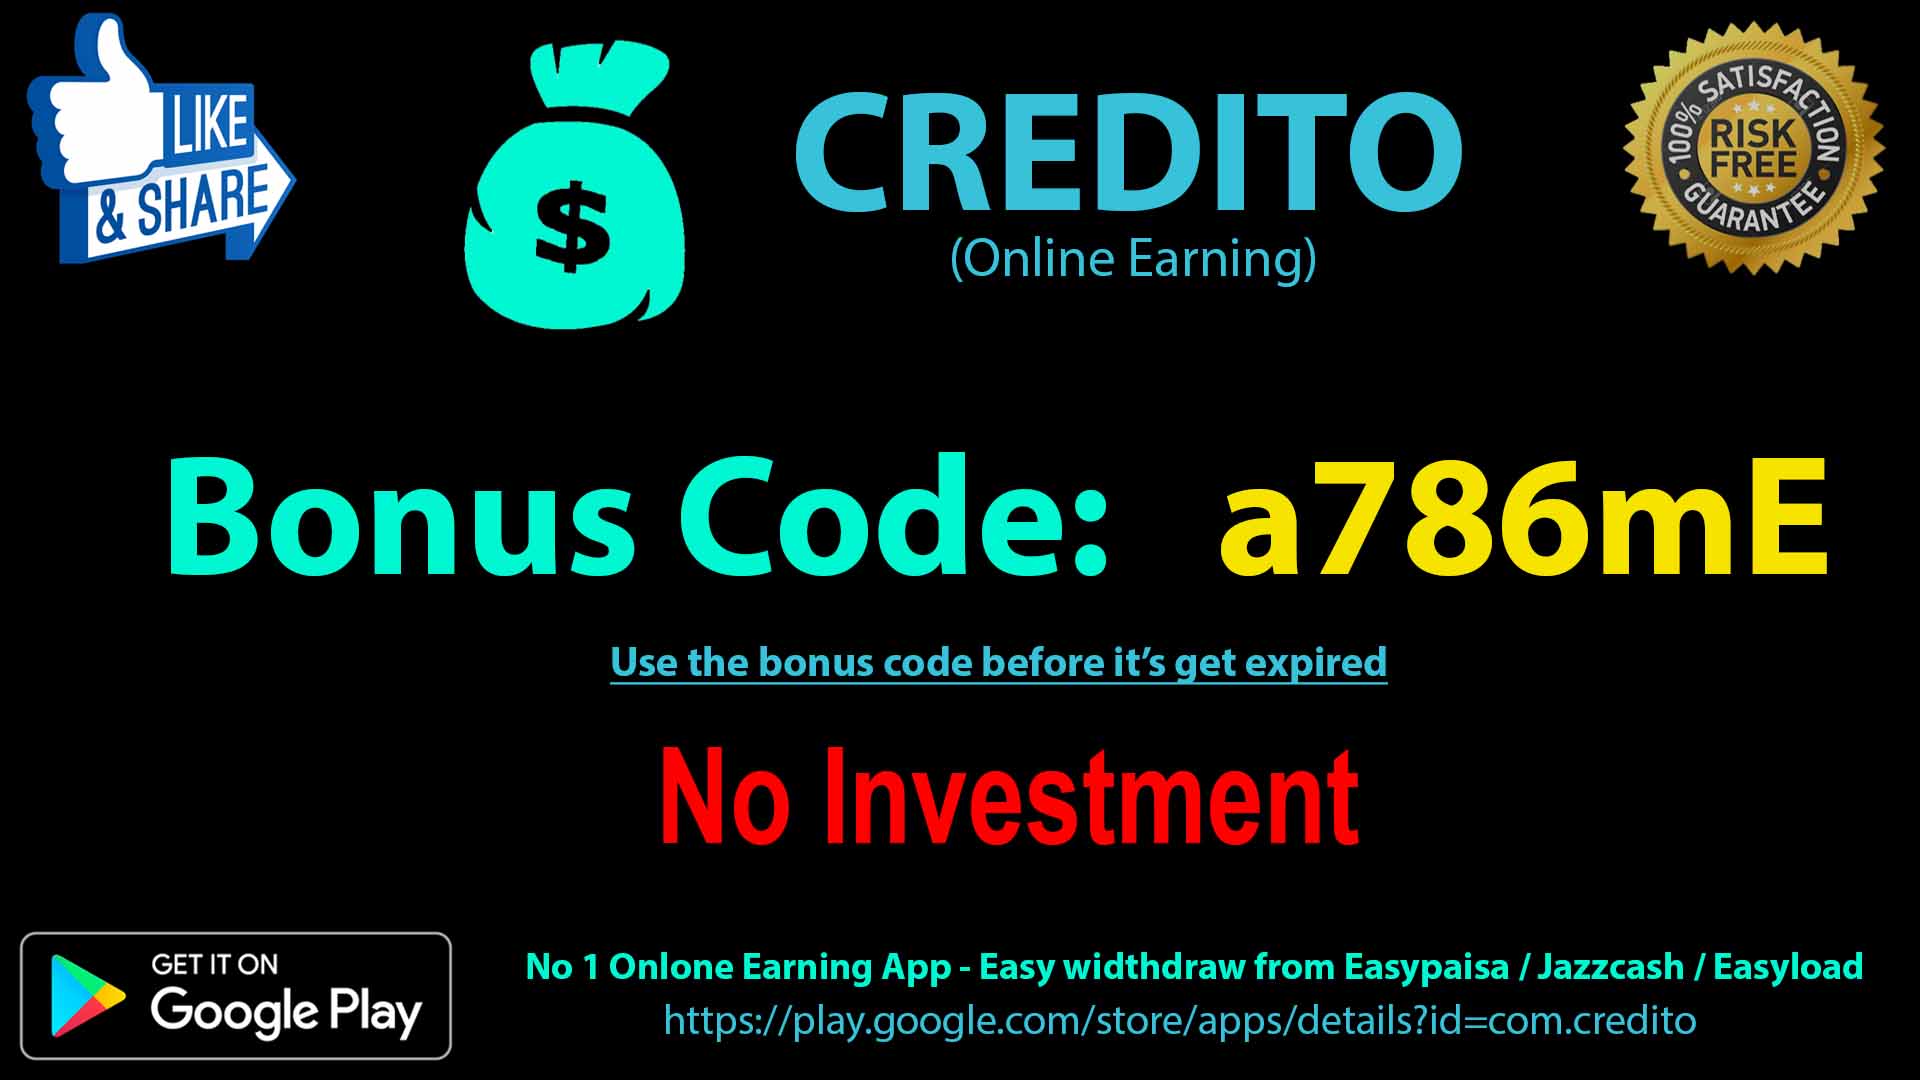 LIKE
& SHARE
CREDITO
(Online Earning)
100% SATISFACTION
RISK
FREE
GUARANTEE
Bonus Code: a786mE
Use the bonus code before it’s get expired
No Investment
GET IT ON
Google Play
No 1 Onlone Earning App - Easy widthdraw from Easypaisa / Jazzcash / Easyload
https://play.google.com/store/apps/details?id=com.credito